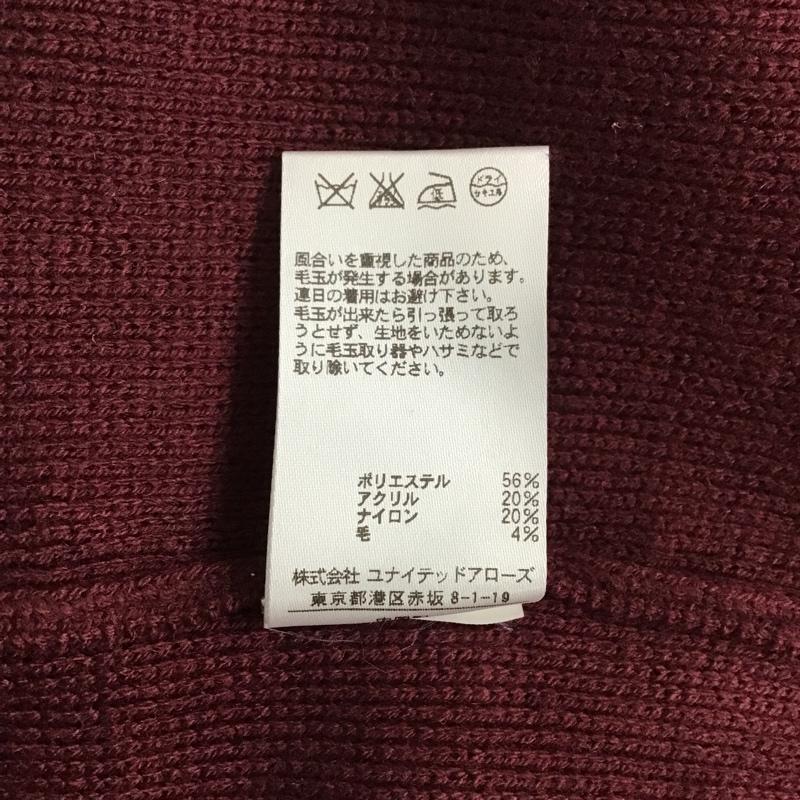 エンソサラシ
低
ドライ
セキユ系
風合いを重視した商品のため、
毛玉が発生する場合があります。
連日の着用はお避け下さい。
毛玉が出来たら引っ張って取ろ
うとせず、生地をいためないよ
うに毛玉取り器やハサミなどで
取り除いてください。
ポリエステル 56%
アクリル 20%
ナイロン 20%
毛 4%
株式会社 ユナイテッドアローズ
東京都港区赤坂 8-1-19